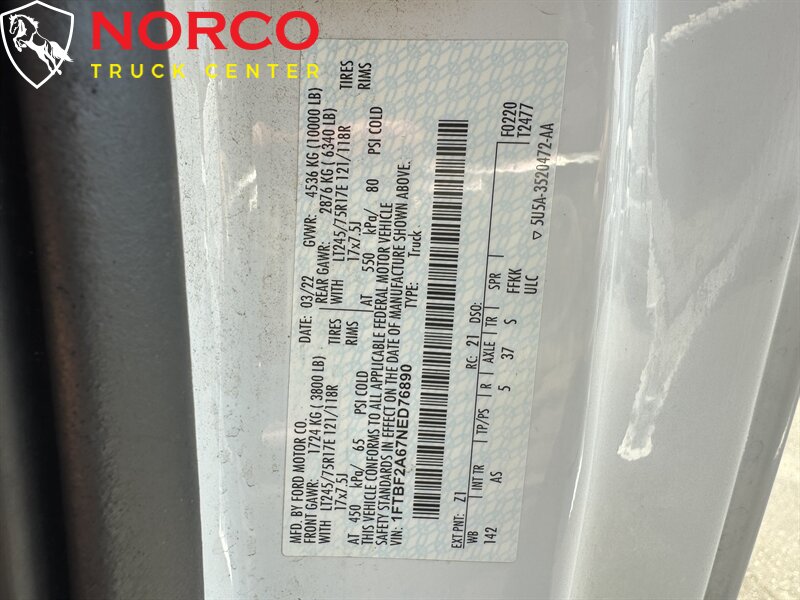 NORCO
TRUCK CENTER
MFD. BY FORD MOTOR CO.
DATE: 03/22 GVWR: 4536 KG (10000 LB)
FRONT GAWR: 1724 KG ( 3800 LB) REAR GAWR: 2876 KG ( 6340 LB)
WITH LT245/75R17E 121/118R TIRES WITH LT245/75R17E 121/118R TIRES
17x7.5J RIMS 17x7.5J RIMS
AT 450 kPa/ 65 PSI COLD AT 550 kPa/ 80 PSI COLD
THIS VEHICLE CONFORMS TO ALL APPLICABLE FEDERAL MOTOR VEHICLE
SAFETY STANDARDS IN EFFECT ON THE DATE OF MANUFACTURE SHOWN ABOVE.
VIN: 1FTBF2A67NED76890 TYPE: Truck
F0220
T2477
EXT PNT: Z1 RC: 21 DSO:
WB INT TR TP/PS R AXLE TR SPR
142 AS 5 37 S FFKK
ULC
▽ 5U5A-3520472-AA